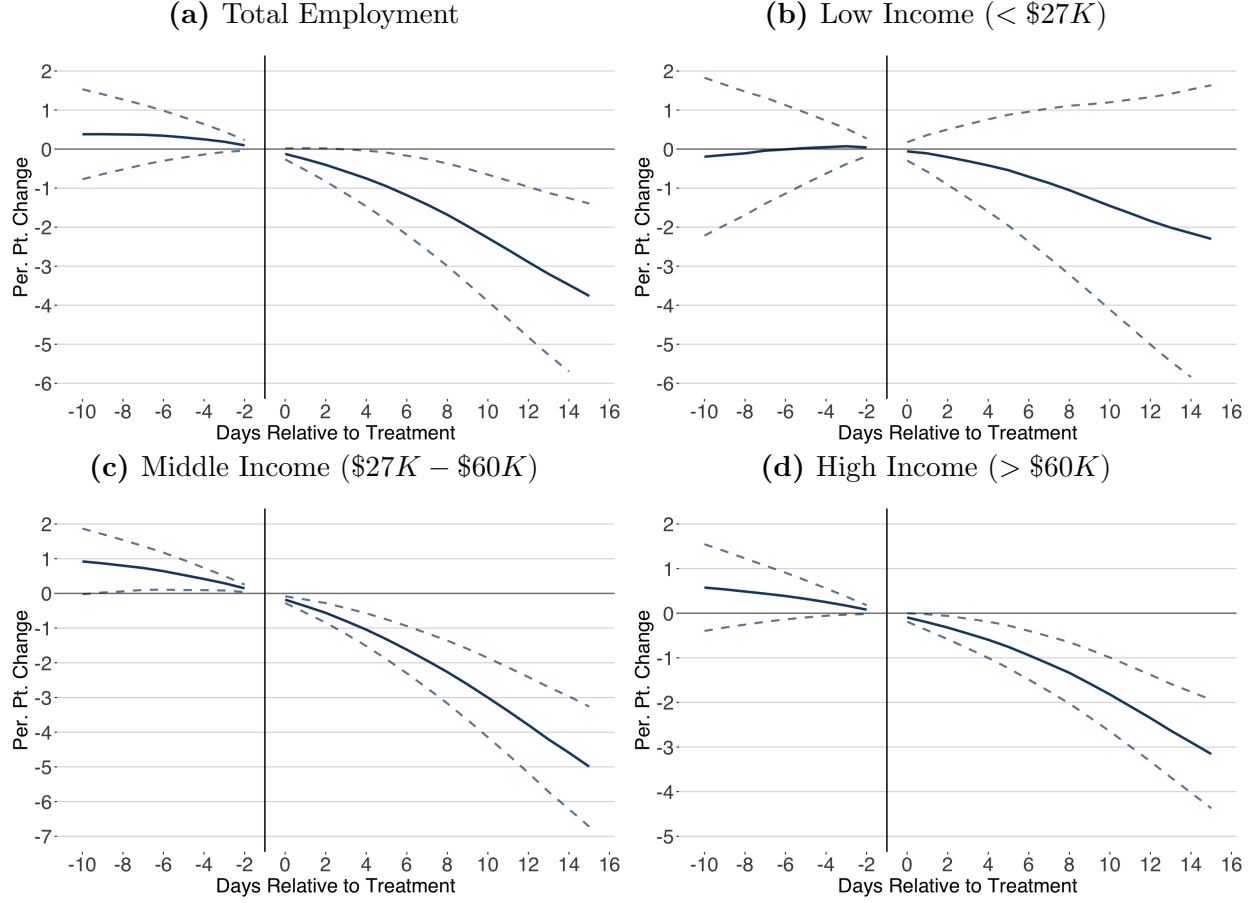 (a) Total Employment
Per. Pt. Change
2
1
0
-1
-2
-3
-4
-5
-6
-10 -8 -6 -4 -2 0 2 4 6 8 10 12 14 16
Days Relative to Treatment
(b) Low Income (< $27K)
Per. Pt. Change
2
1
0
-1
-2
-3
-4
-5
-6
-10 -8 -6 -4 -2 0 2 4 6 8 10 12 14 16
Days Relative to Treatment
(c) Middle Income ($27K − $60K)
Per. Pt. Change
2
1
0
-1
-2
-3
-4
-5
-6
-7
-10 -8 -6 -4 -2 0 2 4 6 8 10 12 14 16
Days Relative to Treatment
(d) High Income (> $60K)
Per. Pt. Change
2
1
0
-1
-2
-3
-4
-5
-10 -8 -6 -4 -2 0 2 4 6 8 10 12 14 16
Days Relative to Treatment